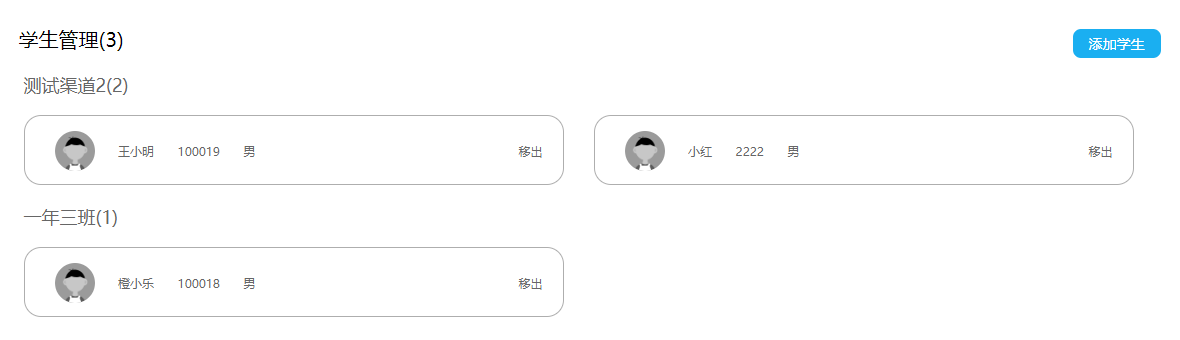 学生管理(3)
添加学生
测试渠道2(2)
王小明 100019 男 移出
小红 2222 男 移出
一年三班(1)
橙小乐 100018 男 移出